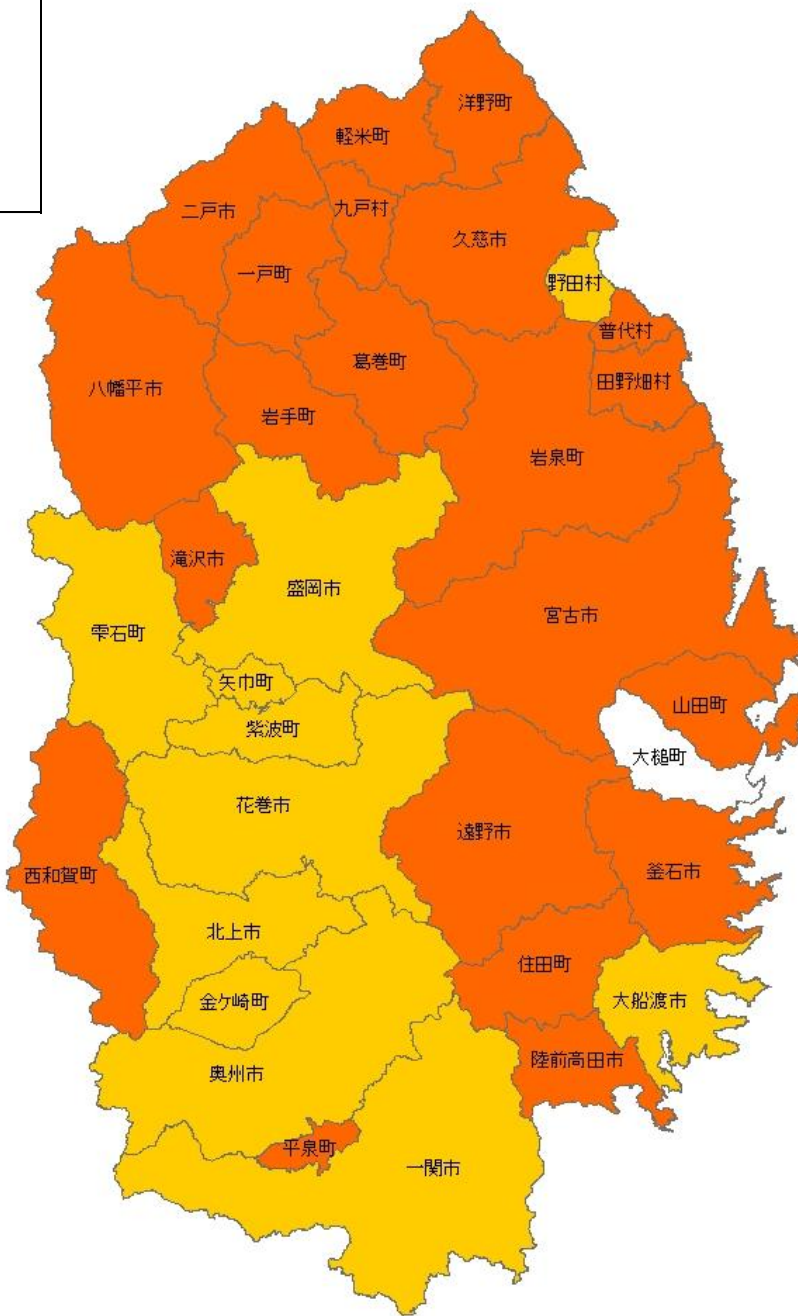 洋野町
軽米町
二戸市
九戸村
久慈市
一戸町
野田村
普代村
葛巻町
田野畑村
八幡平市
岩手町
岩泉町
滝沢市
盛岡市
宮古市
雫石町
矢巾町
山田町
紫波町
大槌町
花巻市
遠野市
西和賀町
釜石市
北上市
住田町
金ケ崎町
大船渡市
奥州市
陸前高田市
平泉町
一関市